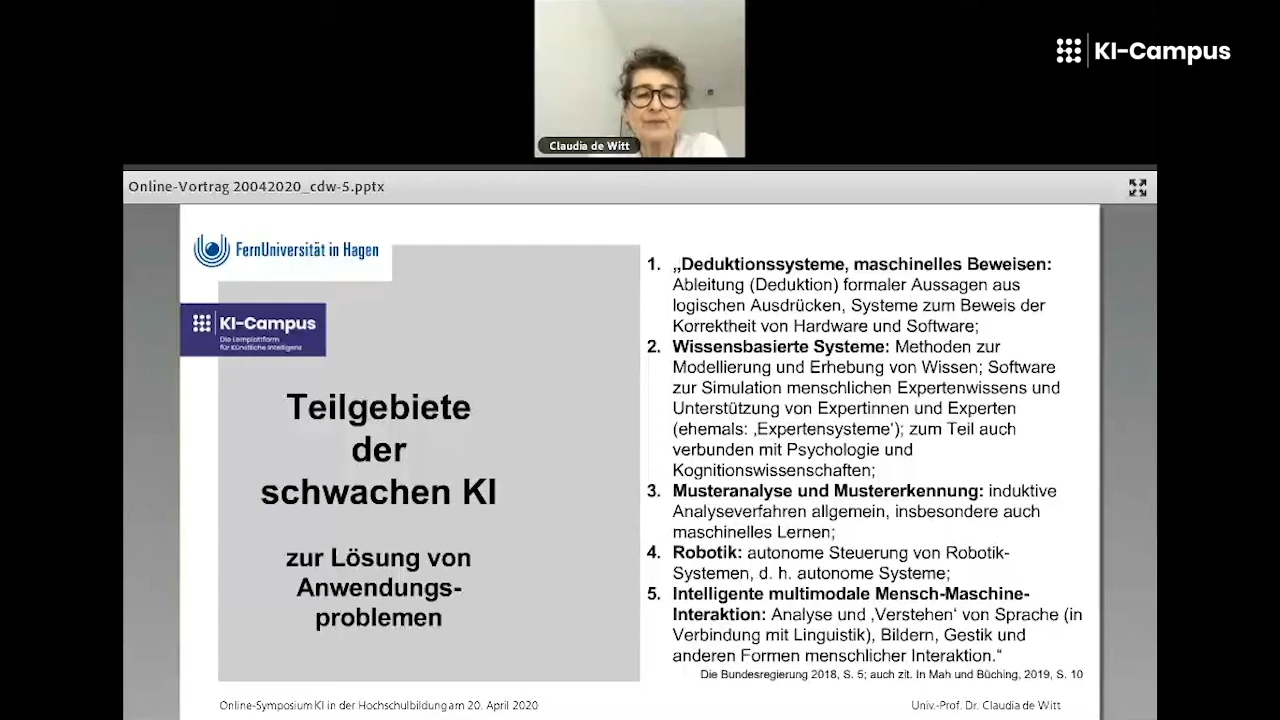 KI-Campus
Claudia de Witt
Online-Vortrag 20042020_cdw-5.pptx
FernUniversität in Hagen
KI-Campus
Die Lernplattform
für Künstliche Intelligenz
Teilgebiete
der
schwachen KI
zur Lösung von
Anwendungs-
problemen
1. „Deduktionssysteme, maschinelles Beweisen:
Ableitung (Deduktion) formaler Aussagen aus
logischen Ausdrücken, Systeme zum Beweis der
Korrektheit von Hardware und Software;
2. Wissensbasierte Systeme: Methoden zur
Modellierung und Erhebung von Wissen; Software
zur Simulation menschlichen Expertenwissens und
Unterstützung von Expertinnen und Experten
(ehemals: ‚Expertensysteme‘); zum Teil auch
verbunden mit Psychologie und
Kognitionswissenschaften;
3. Musteranalyse und Mustererkennung: induktive
Analyseverfahren allgemein, insbesondere auch
maschinelles Lernen;
4. Robotik: autonome Steuerung von Robotik-
Systemen, d. h. autonome Systeme;
5. Intelligente multimodale Mensch-Maschine-
Interaktion: Analyse und ‚Verstehen‘ von Sprache (in
Verbindung mit Linguistik), Bildern, Gestik und
anderen Formen menschlicher Interaktion.“
Die Bundesregierung 2018, S. 5; auch zit. In Mah und Büching, 2019, S. 10
Online-Symposium KI in der Hochschulbildung am 20. April 2020
Univ.-Prof. Dr. Claudia de Witt